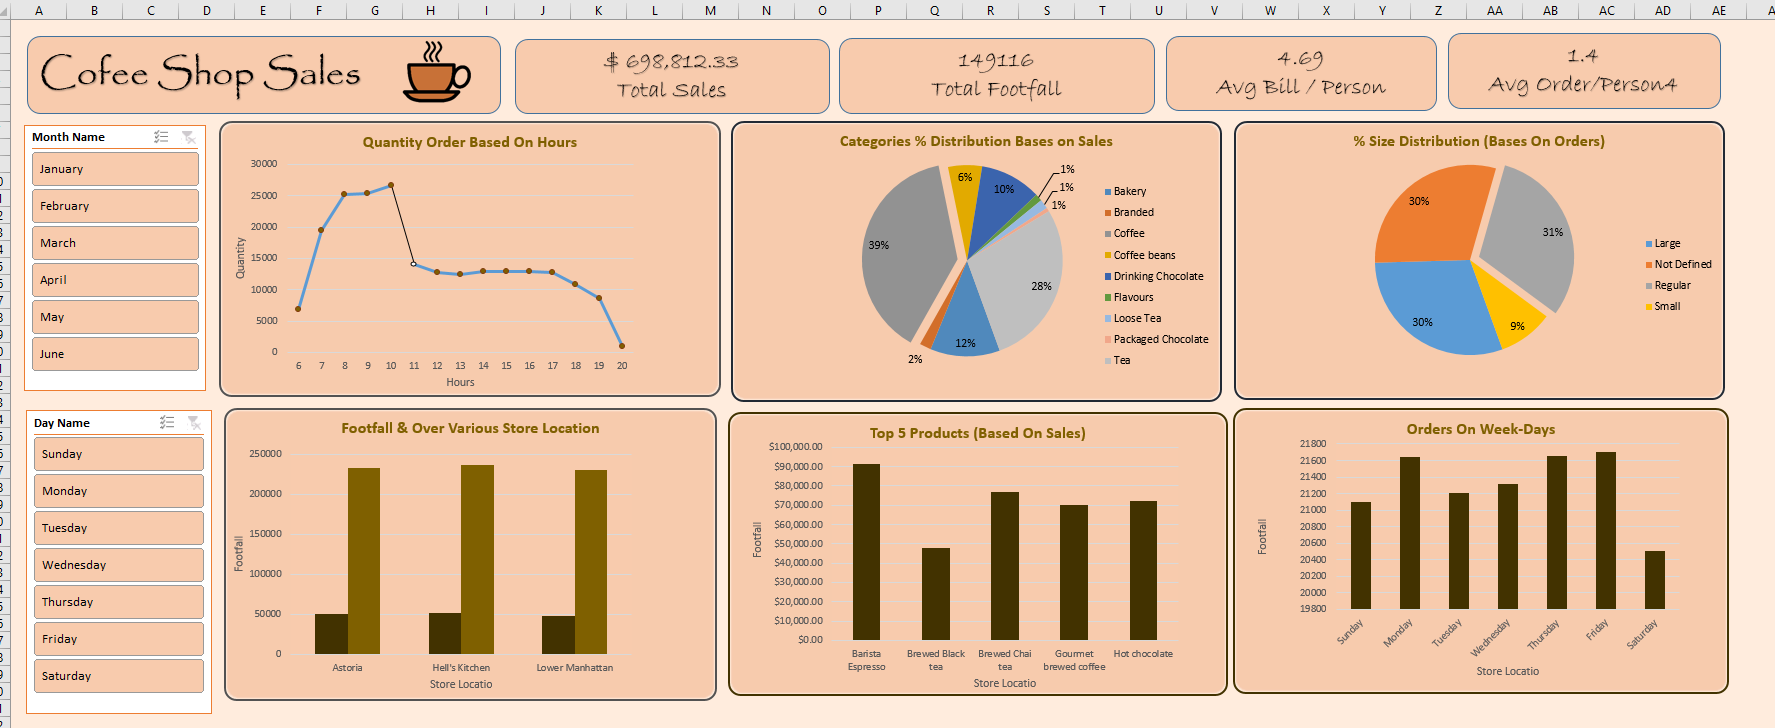 A B C D E F G H I J K L M N O P Q R S T U V W X Y Z AA AB AC AD AE
Cofee Shop Sales
$ 698,812.33
Total Sales
149116
Total Footfall
4.69
Avg Bill / Person
1.4
Avg Order/Person4
Month Name
January
February
March
April
May
June
Quantity Order Based On Hours
30000
25000
20000
15000
10000
5000
0
Quantity
6 7 8 9 10 11 12 13 14 15 16 17 18 19 20
Hours
Categories % Distribution Bases on Sales
6%
10%
1%
1%
1%
39%
28%
12%
2%
Bakery
Branded
Coffee
Coffee beans
Drinking Chocolate
Flavours
Loose Tea
Packaged Chocolate
Tea
% Size Distribution (Bases On Orders)
30%
31%
30%
9%
Large
Not Defined
Regular
Small
Day Name
Sunday
Monday
Tuesday
Wednesday
Thursday
Friday
Saturday
Footfall & Over Various Store Location
250000
200000
150000
100000
50000
0
Footfall
Astoria Hell's Kitchen Lower Manhattan
Store Locatio
Top 5 Products (Based On Sales)
$100,000.00
$90,000.00
$80,000.00
$70,000.00
$60,000.00
$50,000.00
$40,000.00
$30,000.00
$20,000.00
$10,000.00
$0.00
Footfall
Barista Brewed Black Brewed Chai Gourmet Hot chocolate
Espresso tea tea brewed coffee
Store Locatio
Orders On Week-Days
21800
21600
21400
21200
21000
20800
20600
20400
20200
20000
19800
Footfall
Sunday Monday Tuesday Wednesday Thursday Friday Saturday
Store Locatio